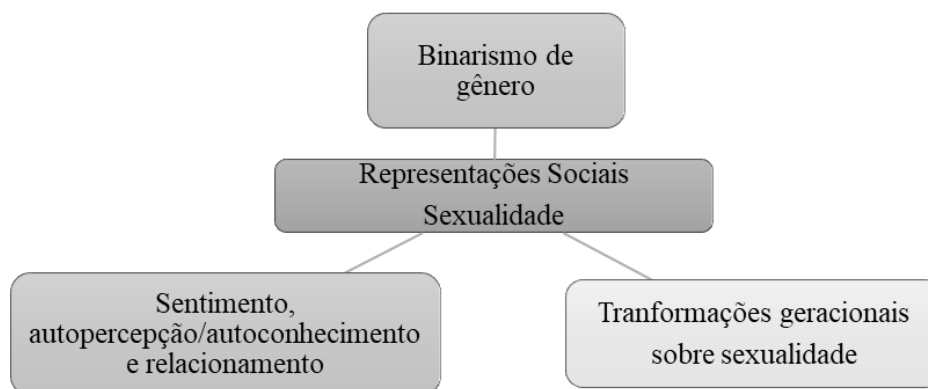 Binarismo de
gênero
Representações Sociais
Sexualidade
Sentimento,
autopercepção/autoconhecimento
e relacionamento
Tranformações geracionais
sobre sexualidade